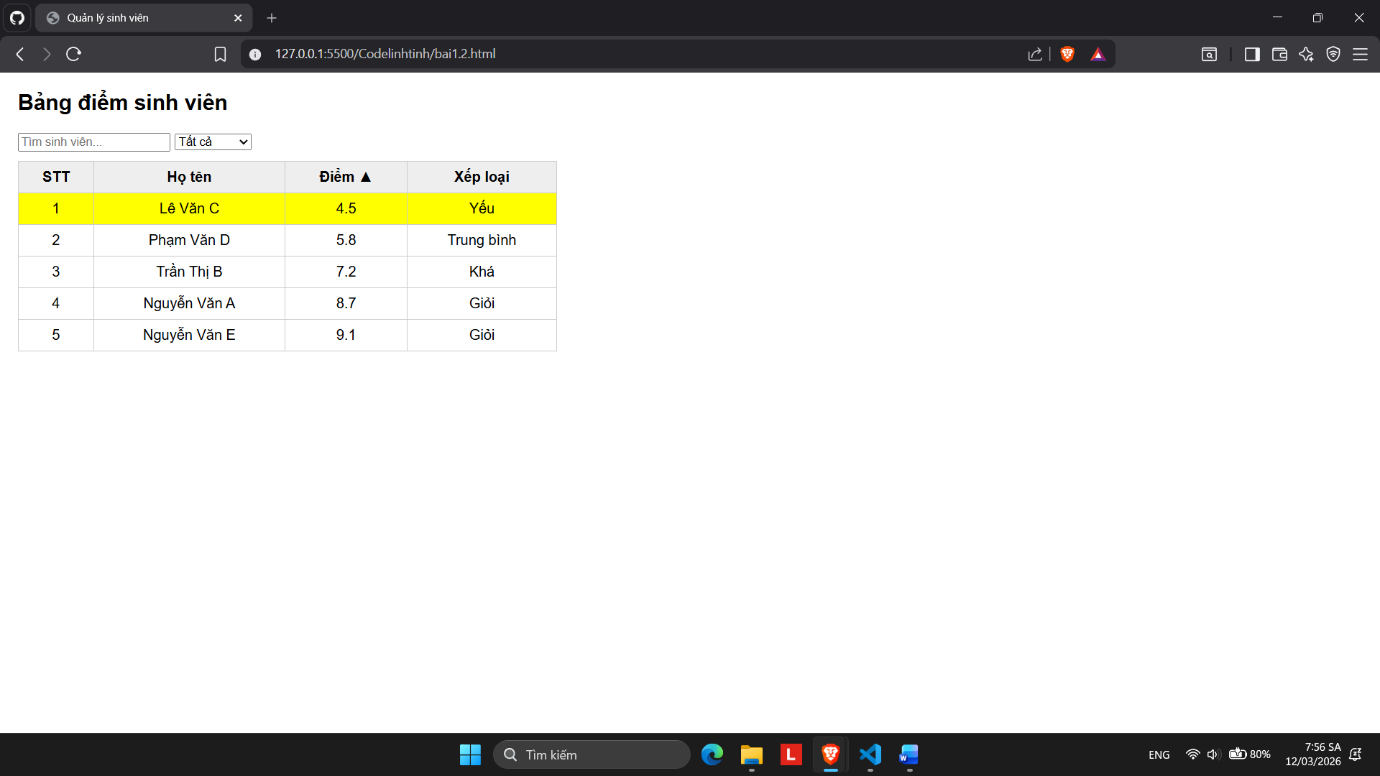 Quản lý sinh viên
127.0.0.1:5500/Codelinhtinh/bai1.2.html
Bảng điểm sinh viên
Tìm sinh viên... Tất cả
STT Họ tên Điểm ▲ Xếp loại
1 Lê Văn C 4.5 Yếu
2 Phạm Văn D 5.8 Trung bình
3 Trần Thị B 7.2 Khá
4 Nguyễn Văn A 8.7 Giỏi
5 Nguyễn Văn E 9.1 Giỏi
Tìm kiếm
L
W
ENG
80%
7:56 SA
12/03/2026